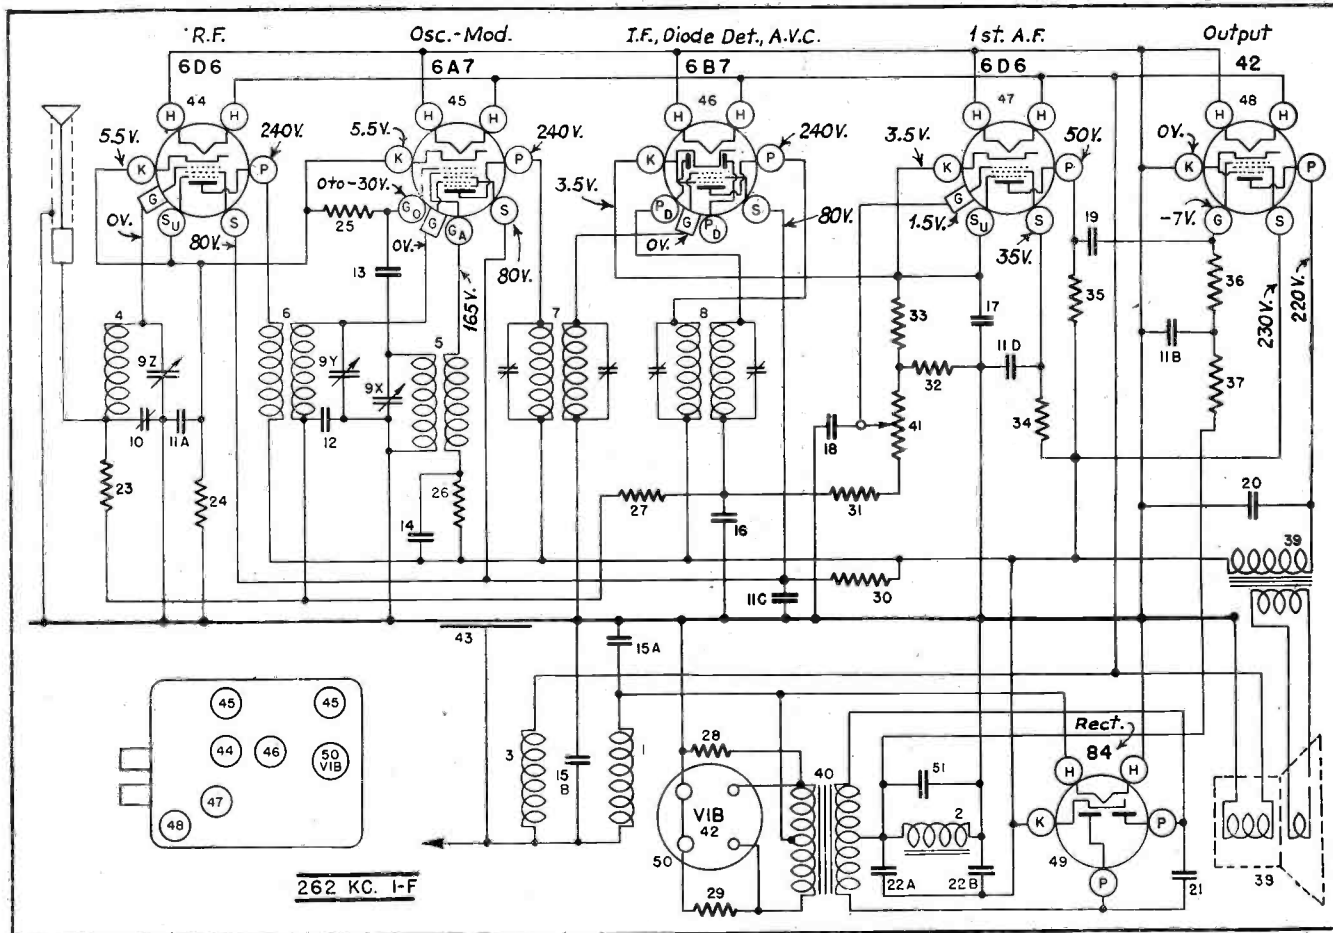 R.F. Osc.-Mod. I.F., Diode Det., A.V.C. 1st. A.F. Output
6D6 6A7 6B7 6D6 42
44 45 46 47 48
H H H H H H H H H H
5.5V. K P 240V. 5.5V. K P 240V. K P 240V. 3.5V. K P 50V. 0V. K P
G SU S 0to-30V. GO G GA S 3.5V. PD G PD S G SU S G S
0V. 80V. 0V. 80V. 0V. 80V. 1.5V. 35V. -7V.
25 13 165V. 19 35 36 230V. 220V.
4 9Z 6 9Y 9X 5 7 8 33 17 11D 32 11B 37
10 11A 12 18 41 34
23 24 14 26 27 16 31 20
39
11C 30
43 15A
45 45
44 46 50 VIB
47
48
3 15 B 1 28 40 51 Rect. 84
H H
VIB 42 2 K P
50 49 P
29 22A 22B 21 39
262 KC. I-F